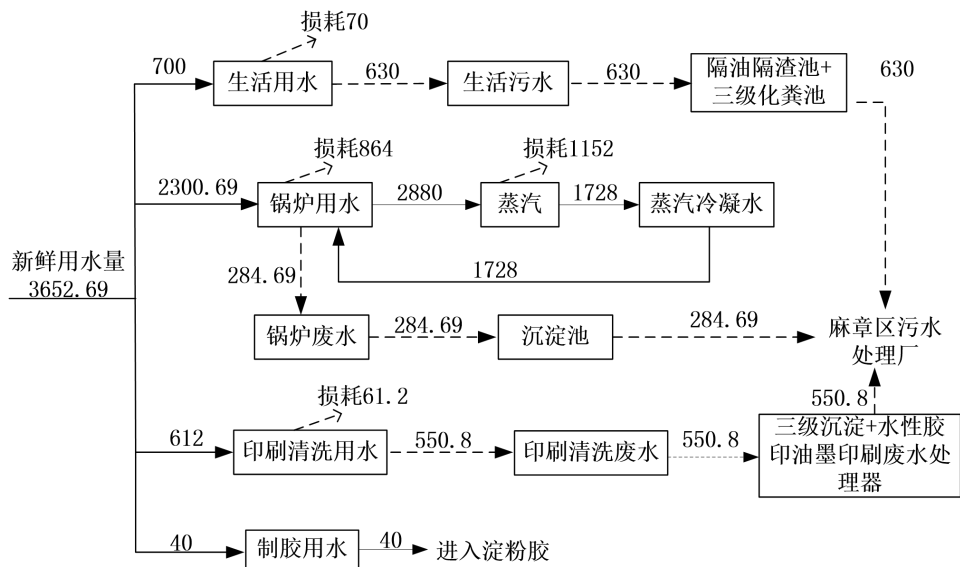 损耗70
700
生活用水
630
生活污水
630
隔油隔渣池+
三级化粪池
630
损耗864
损耗1152
2300.69
锅炉用水
2880
蒸汽
1728
蒸汽冷凝水
新鲜用水量
3652.69
284.69
1728
锅炉废水
284.69
沉淀池
284.69
麻章区污水
处理厂
损耗61.2
550.8
612
印刷清洗用水
550.8
印刷清洗废水
550.8
三级沉淀+水性胶
印油墨印刷废水处
理器
40
制胶用水
40
进入淀粉胶